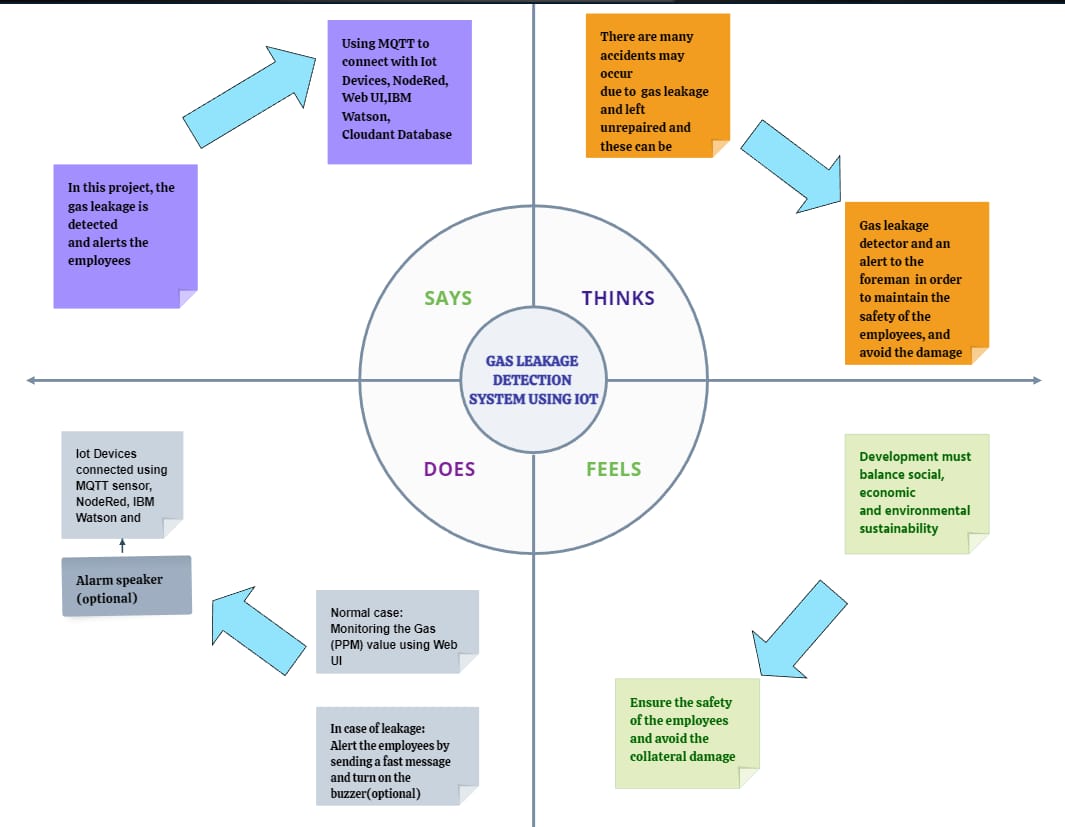 Using MQTT to
connect with Iot
Devices, NodeRed,
Web UI,IBM
Watson,
Cloudant Database
In this project, the
gas leakage is
detected
and alerts the
employees
There are many
accidents may
occur
due to gas leakage
and left
unrepaired and
these can be
Gas leakage
detector and an
alert to the
foreman in order
to maintain the
safety of the
employees, and
avoid the damage
SAYS
THINKS
GAS LEAKAGE
DETECTION
SYSTEM USING IOT
DOES
FEELS
Iot Devices
connected using
MQTT sensor,
NodeRed, IBM
Watson and
Alarm speaker
(optional)
Normal case:
Monitoring the Gas
(PPM) value using Web
UI
In case of leakage:
Alert the employees by
sending a fast message
and turn on the
buzzer(optional)
Development must
balance social,
economic
and environmental
sustainability
Ensure the safety
of the employees
and avoid the
collateral damage